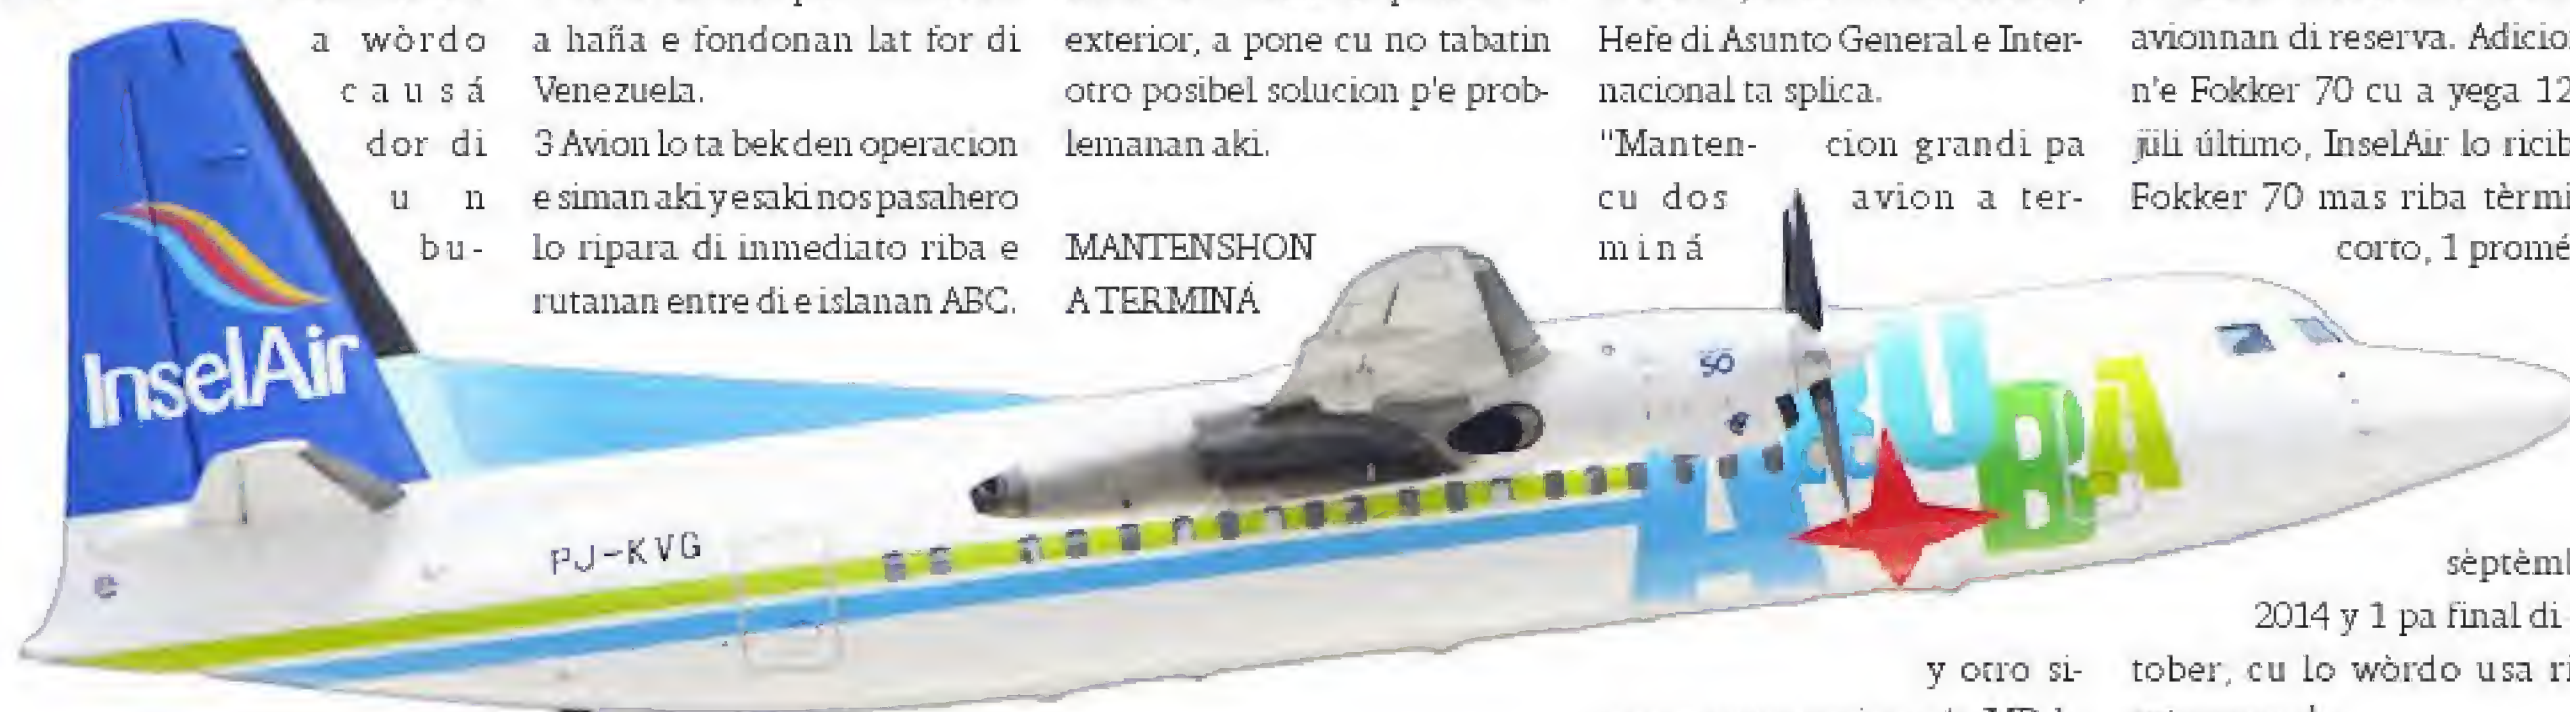 a wòrdo
causá
dor di
u n
bu-
a haña e fondonan lat for di
Venezuela.
3 Avion lo ta bek den operacion
e siman aki y esaki nos pasahero
lo ripara di inmediato riba e
rutanan entre di e islanan ABC.
exterior, a pone cu no tabatin
otro posibel solucion p'e prob-
lemanan aki.
MANTENSHON
A TERMINÁ
Hefe di Asunto General e Inter-
nacional ta splica.
"Manten- cion grandi pa
cu dos avion a ter-
miná
y otro si-
avionnan di reserva. Adicio
n'e Fokker 70 cu a yega 12
jüli último, InselAir lo ricib
Fokker 70 mas riba tèrmi
corto, 1 promé
sèptèmb
2014 y 1 pa final di
tober, cu lo wòrdo usa ri
InselAir
PJ-KVG
50
ARUBA